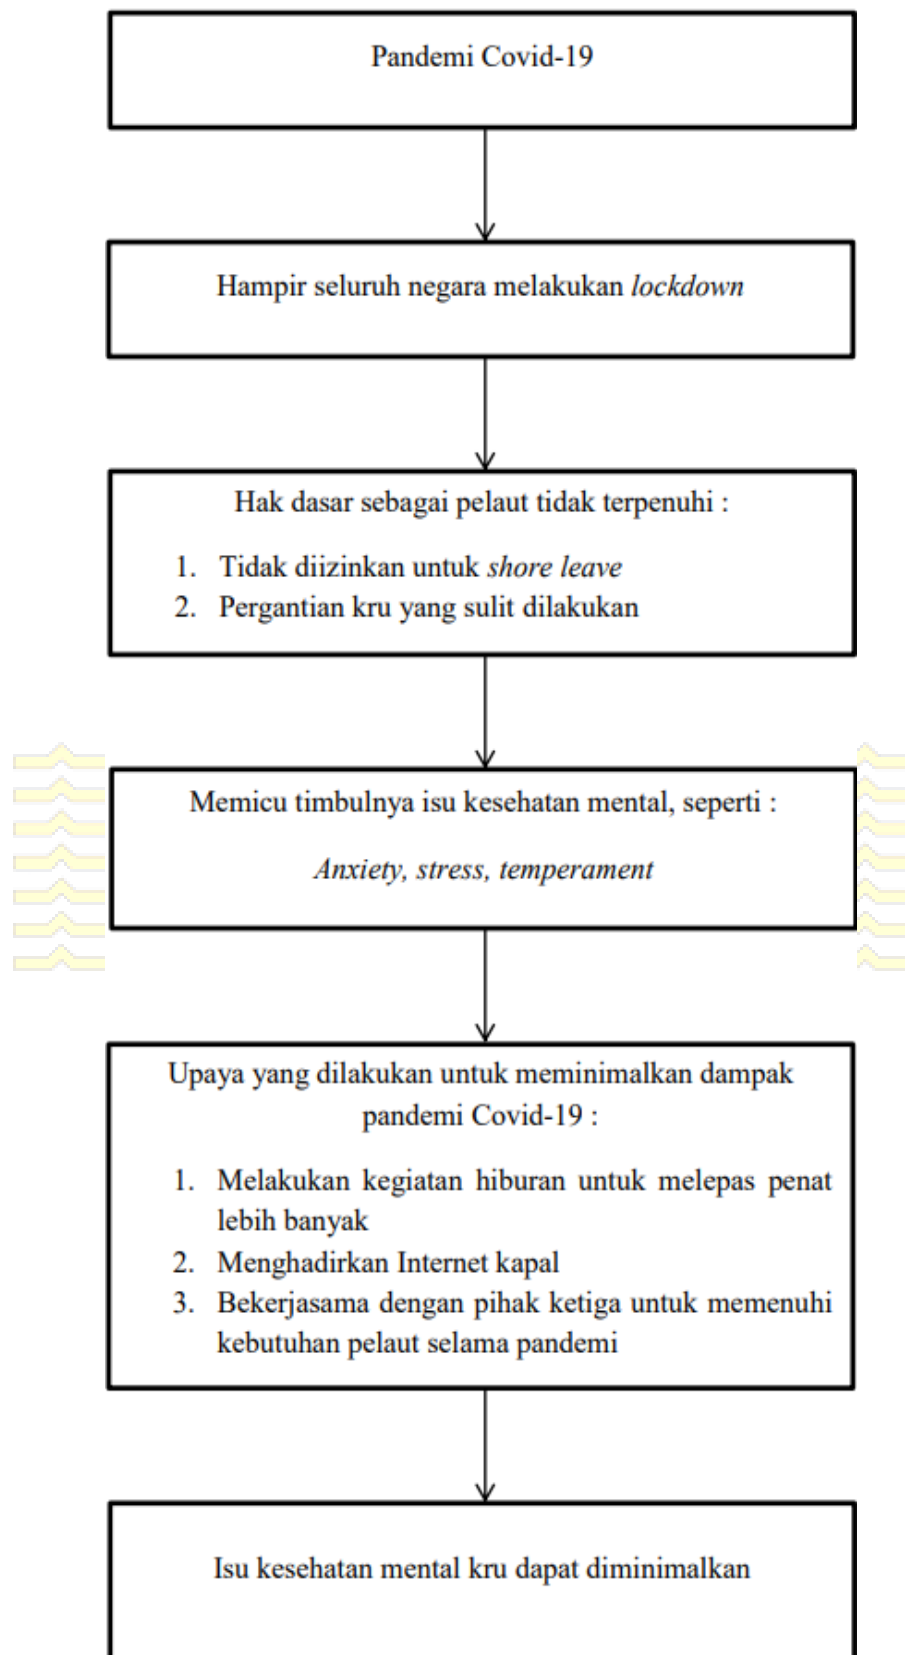 Pandemi Covid-19
Hampir seluruh negara melakukan lockdown
Hak dasar sebagai pelaut tidak terpenuhi :
1. Tidak diizinkan untuk shore leave
2. Pergantian kru yang sulit dilakukan
Memicu timbulnya isu kesehatan mental, seperti :
Anxiety, stress, temperament
Upaya yang dilakukan untuk meminimalkan dampak
pandemi Covid-19 :
1. Melakukan kegiatan hiburan untuk melepas penat
lebih banyak
2. Menghadirkan Internet kapal
3. Bekerjasama dengan pihak ketiga untuk memenuhi
kebutuhan pelaut selama pandemi
Isu kesehatan mental kru dapat diminimalkan